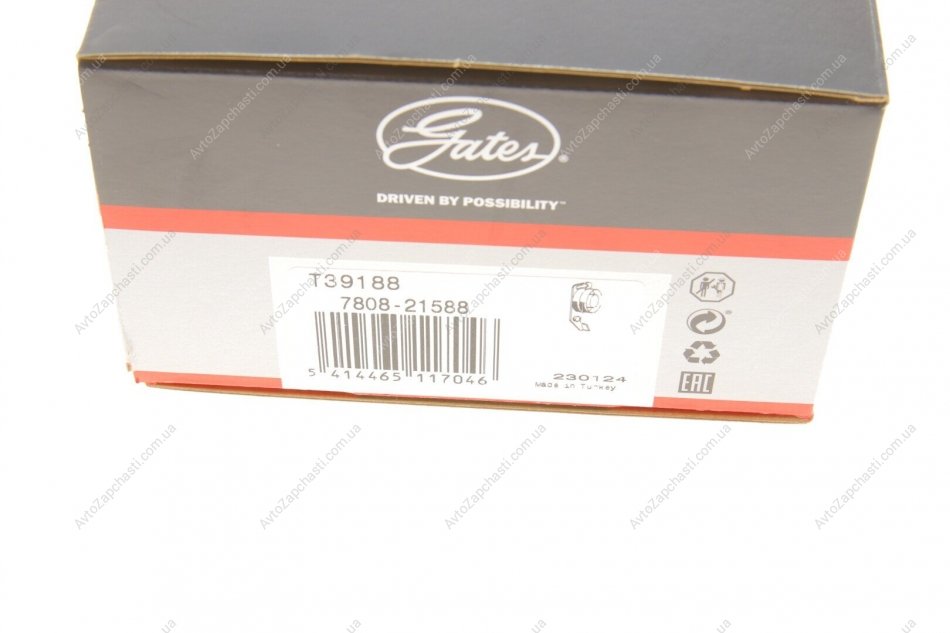 Gates®
DRIVEN BY POSSIBILITY™
T39188
7808-21588
5 414465 117046
230124
Made in Turkey
EAC
AvtoZapchasti.com.ua